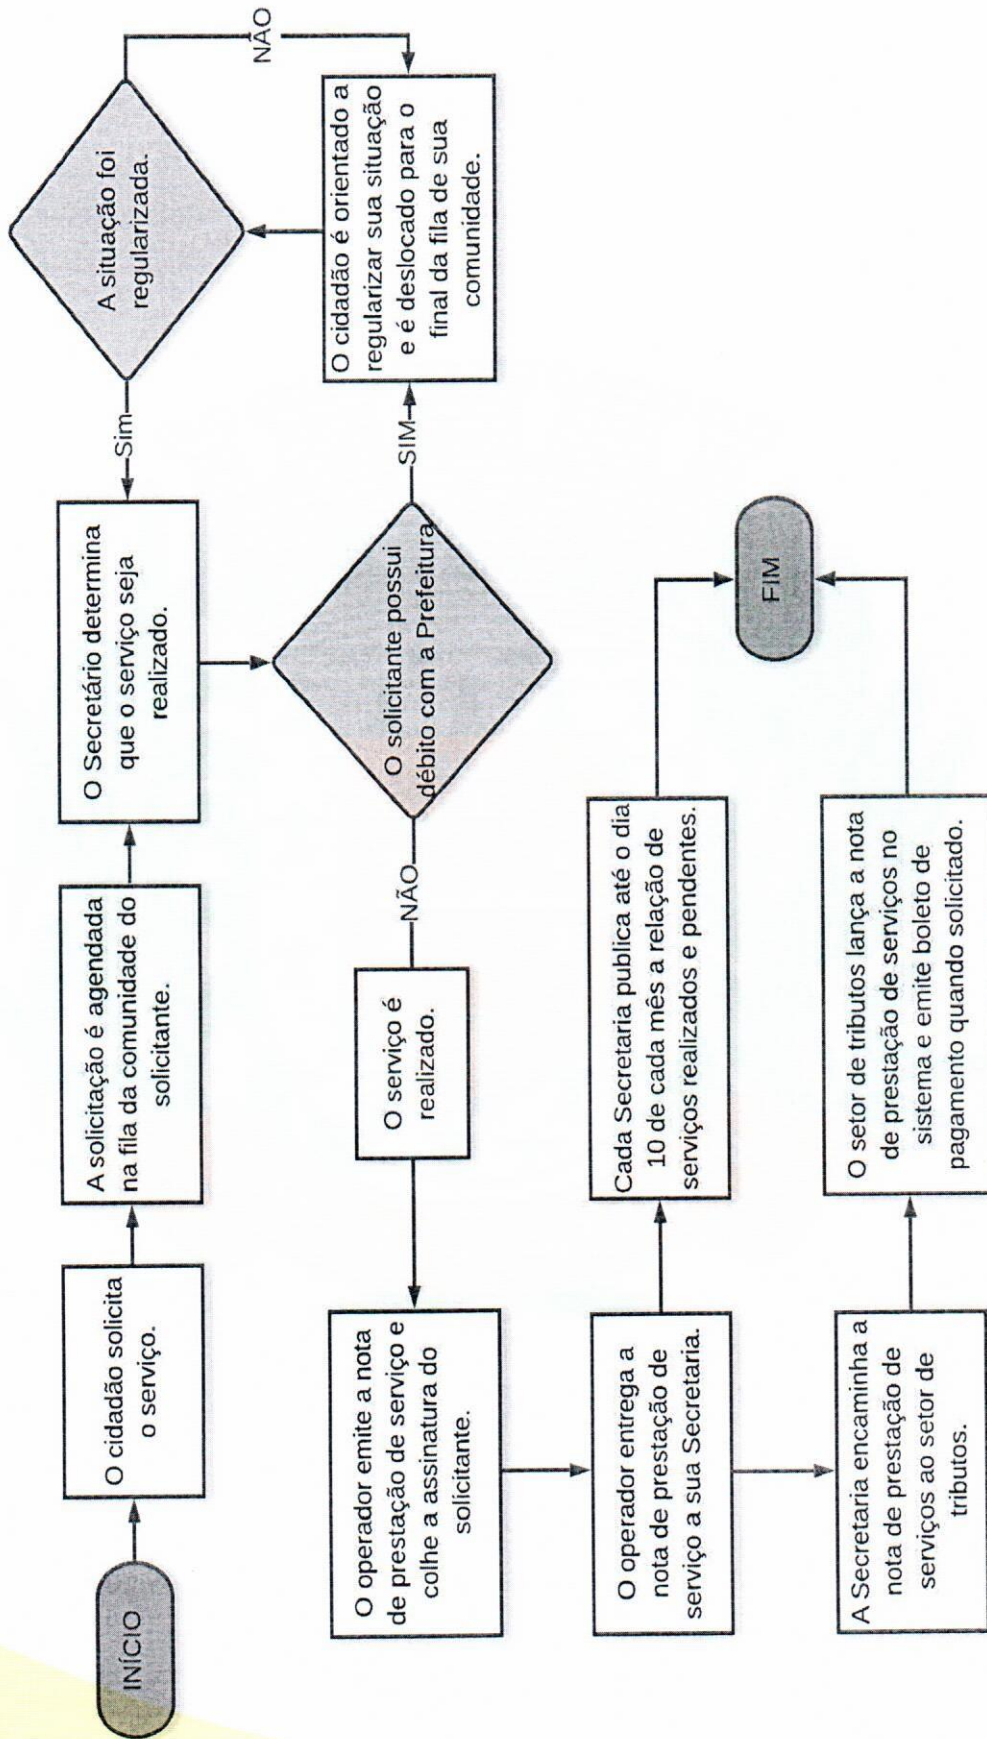 INÍCIO
O cidadão solicita
o serviço.
A solicitação é agendada
na fila da comunidade do
solicitante.
O Secretário determina
que o serviço seja
realizado.
Sim
A situação foi
regularizada.
NÃO
O cidadão é orientado a
regularizar sua situação
e é deslocado para o
final da fila de sua
comunidade.
SIM
O solicitante possui
débito com a Prefeitura
NÃO
O serviço é
realizado.
O operador emite a nota
de prestação de serviço e
colhe a assinatura do
solicitante.
O operador entrega a
nota de prestação de
serviço a sua Secretaria.
Cada Secretaria publica até o dia
10 de cada mês a relação de
serviços realizados e pendentes.
A Secretaria encaminha a
nota de prestação de
serviços ao setor de
tributos.
O setor de tributos lança a nota
de prestação de serviços no
sistema e emite boleto de
pagamento quando solicitado.
FIM